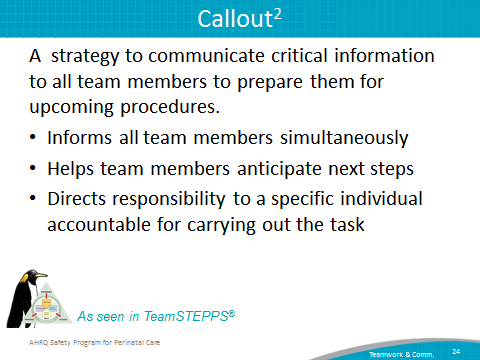 Callout²
A strategy to communicate critical information
to all team members to prepare them for
upcoming procedures.
• Informs all team members simultaneously
• Helps team members anticipate next steps
• Directs responsibility to a specific individual
accountable for carrying out the task
As seen in TeamSTEPPS®
AHRQ Safety Program for Perinatal Care
Teamwork & Comm. 24